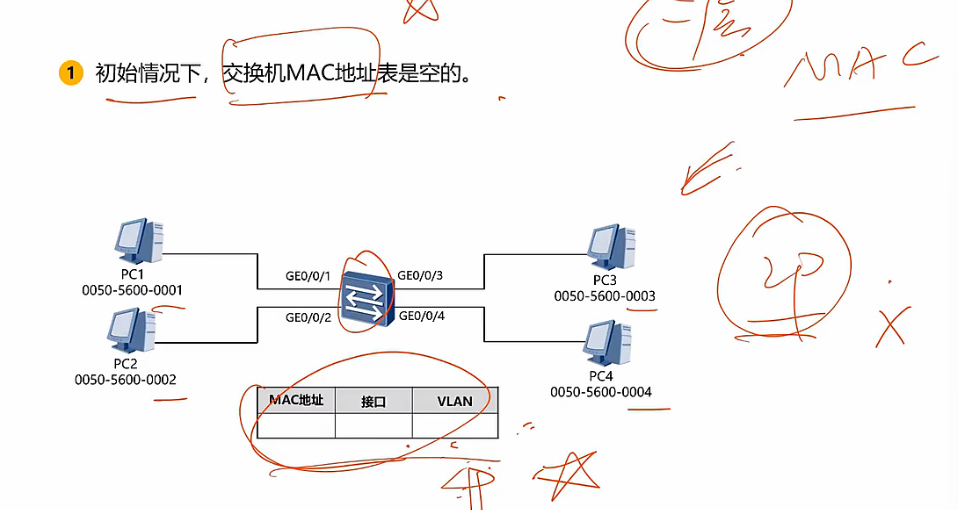 二层
MAC
1 初始情况下，交换机MAC地址表是空的。
GE0/0/1 GE0/0/3
PC1 PC3
0050-5600-0001 0050-5600-0003
GE0/0/2 GE0/0/4
PC2 PC4
0050-5600-0002 0050-5600-0004
MAC地址 接口 VLAN